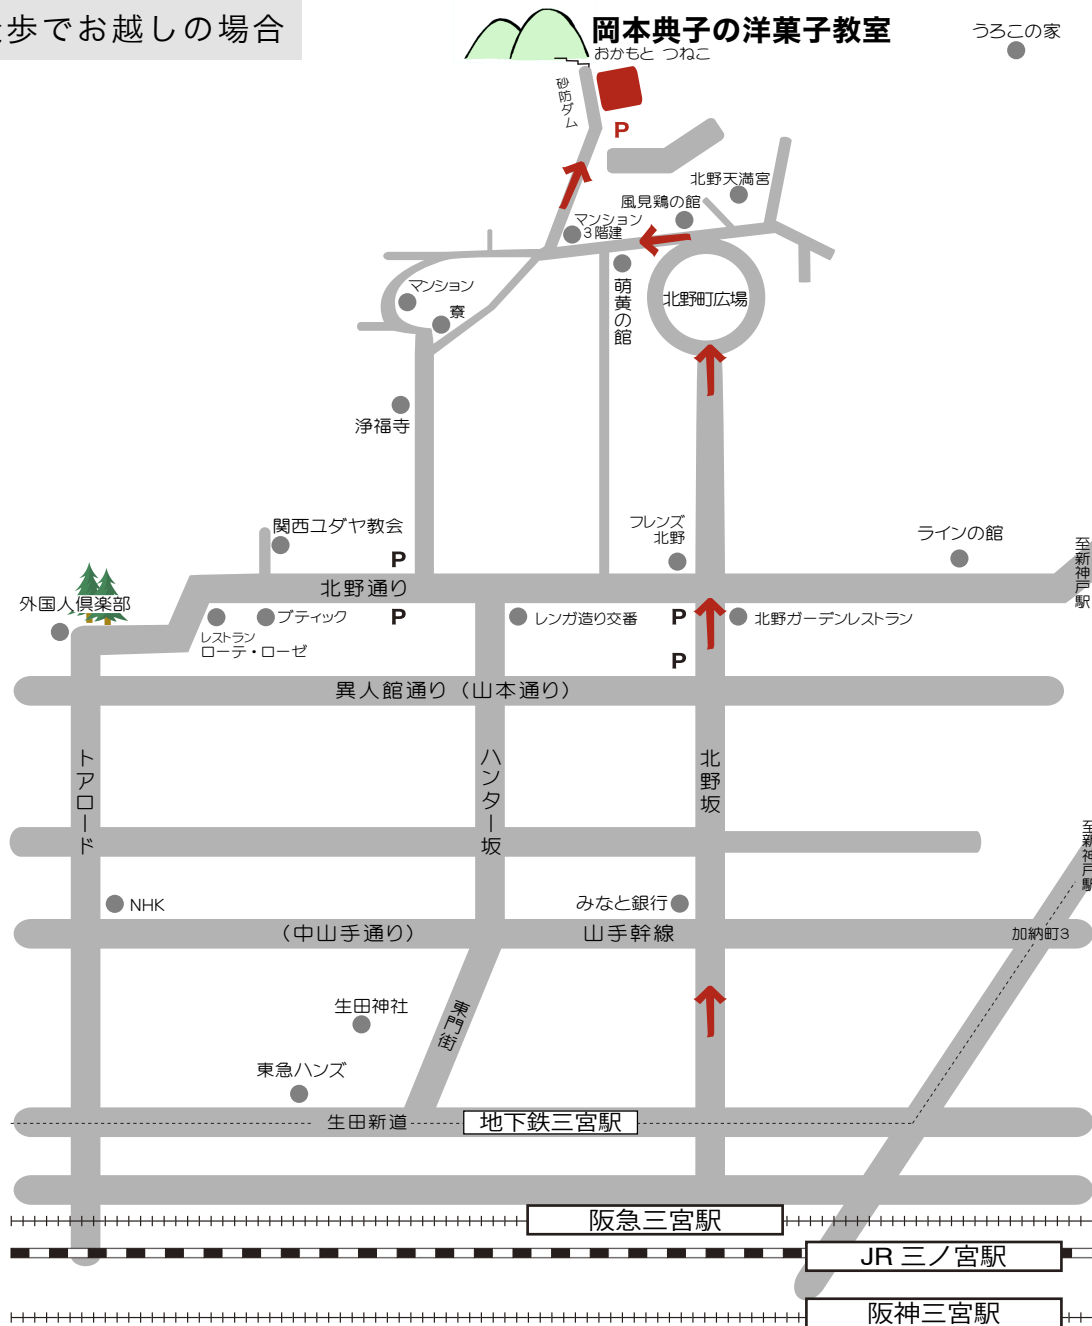 歩でお越しの場合
岡本典子の洋菓子教室
おかもと つねこ
うろこの家
砂防ダム
P
北野天満宮
風見鶏の館
マンション
3階建
マンション
寮
萌黄の館
北野町広場
浄福寺
関西ユダヤ教会
P
フレンズ
北野
ラインの館
至新神戸駅
北野通り
外国人倶楽部
ブティック
P
レンガ造り交番
P
北野ガーデンレストラン
レストラン
ローテ・ローゼ
P
異人館通り（山本通り）
トアロード
ハンター坂
北野坂
至新神戸駅
NHK
みなと銀行
（中山手通り）
山手幹線
加納町3
生田神社
東門街
東急ハンズ
生田新道
地下鉄三宮駅
阪急三宮駅
JR 三ノ宮駅
阪神三宮駅